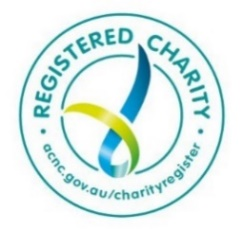 REGISTERED CHARITY
acnc.gov.au/charityregister